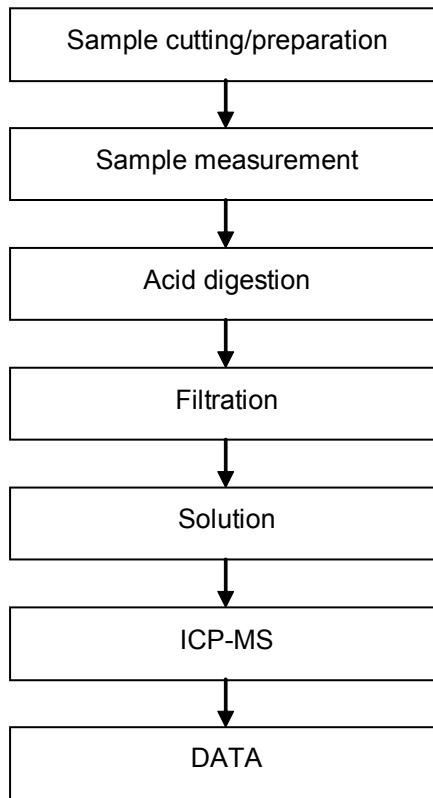 Sample cutting/preparation
Sample measurement
Acid digestion
Filtration
Solution
ICP-MS
DATA